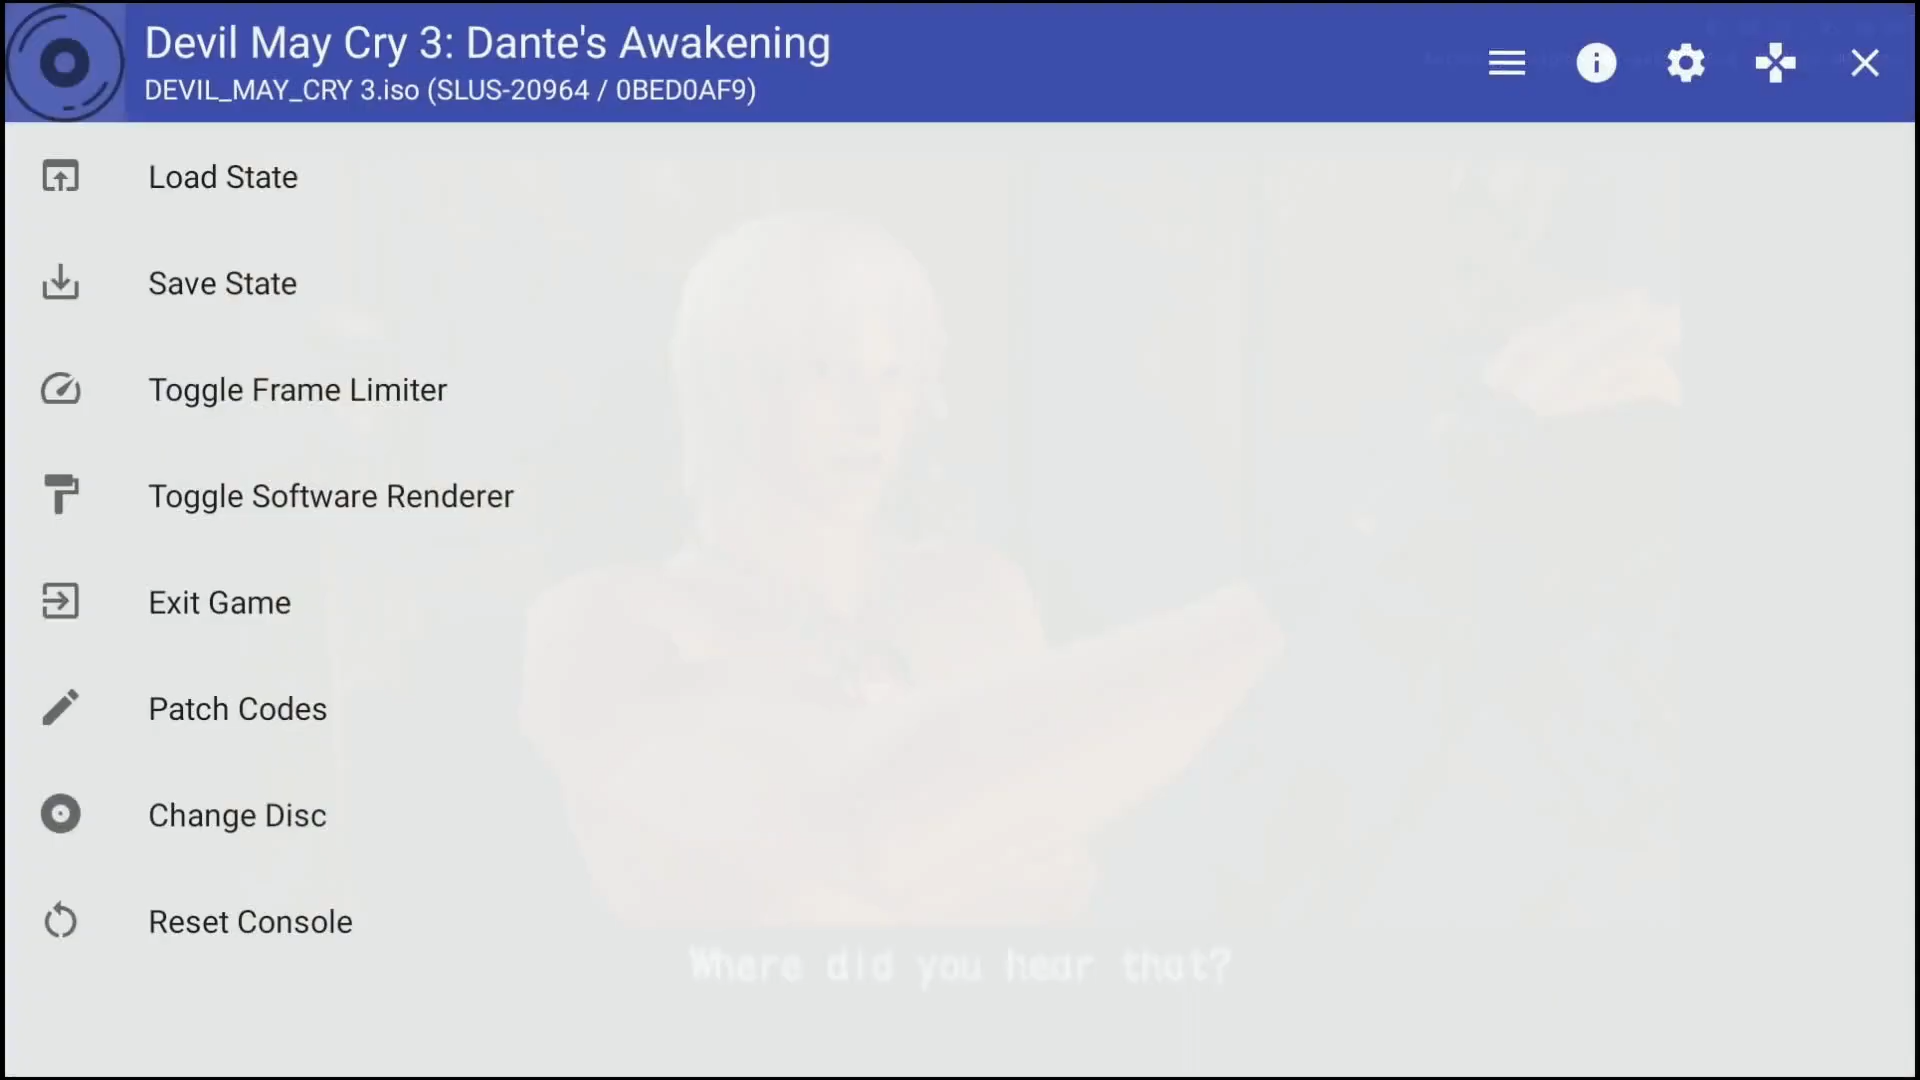 Devil May Cry 3: Dante's Awakening
DEVIL_MAY_CRY 3.iso (SLUS-20964 / 0BED0AF9)
Load State
Save State
Toggle Frame Limiter
Toggle Software Renderer
Exit Game
Patch Codes
Change Disc
Reset Console
Where did you hear that?